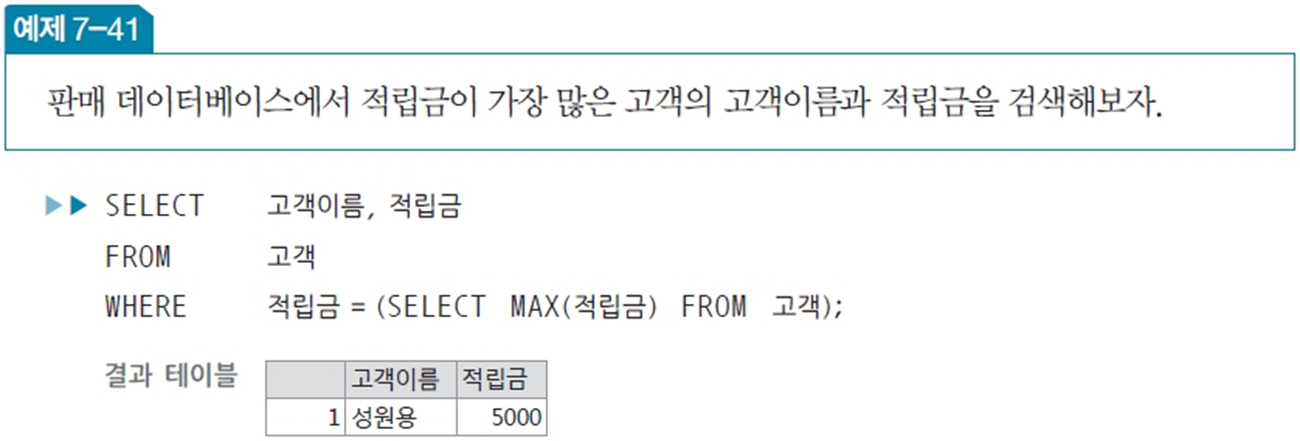 예제 7-41
판매 데이터베이스에서 적립금이 가장 많은 고객의 고객이름과 적립금을 검색해보자.
▶▶ SELECT 고객이름, 적립금
FROM 고객
WHERE 적립금 = (SELECT MAX(적립금) FROM 고객);
결과 테이블
고객이름 적립금
1 성원용 5000